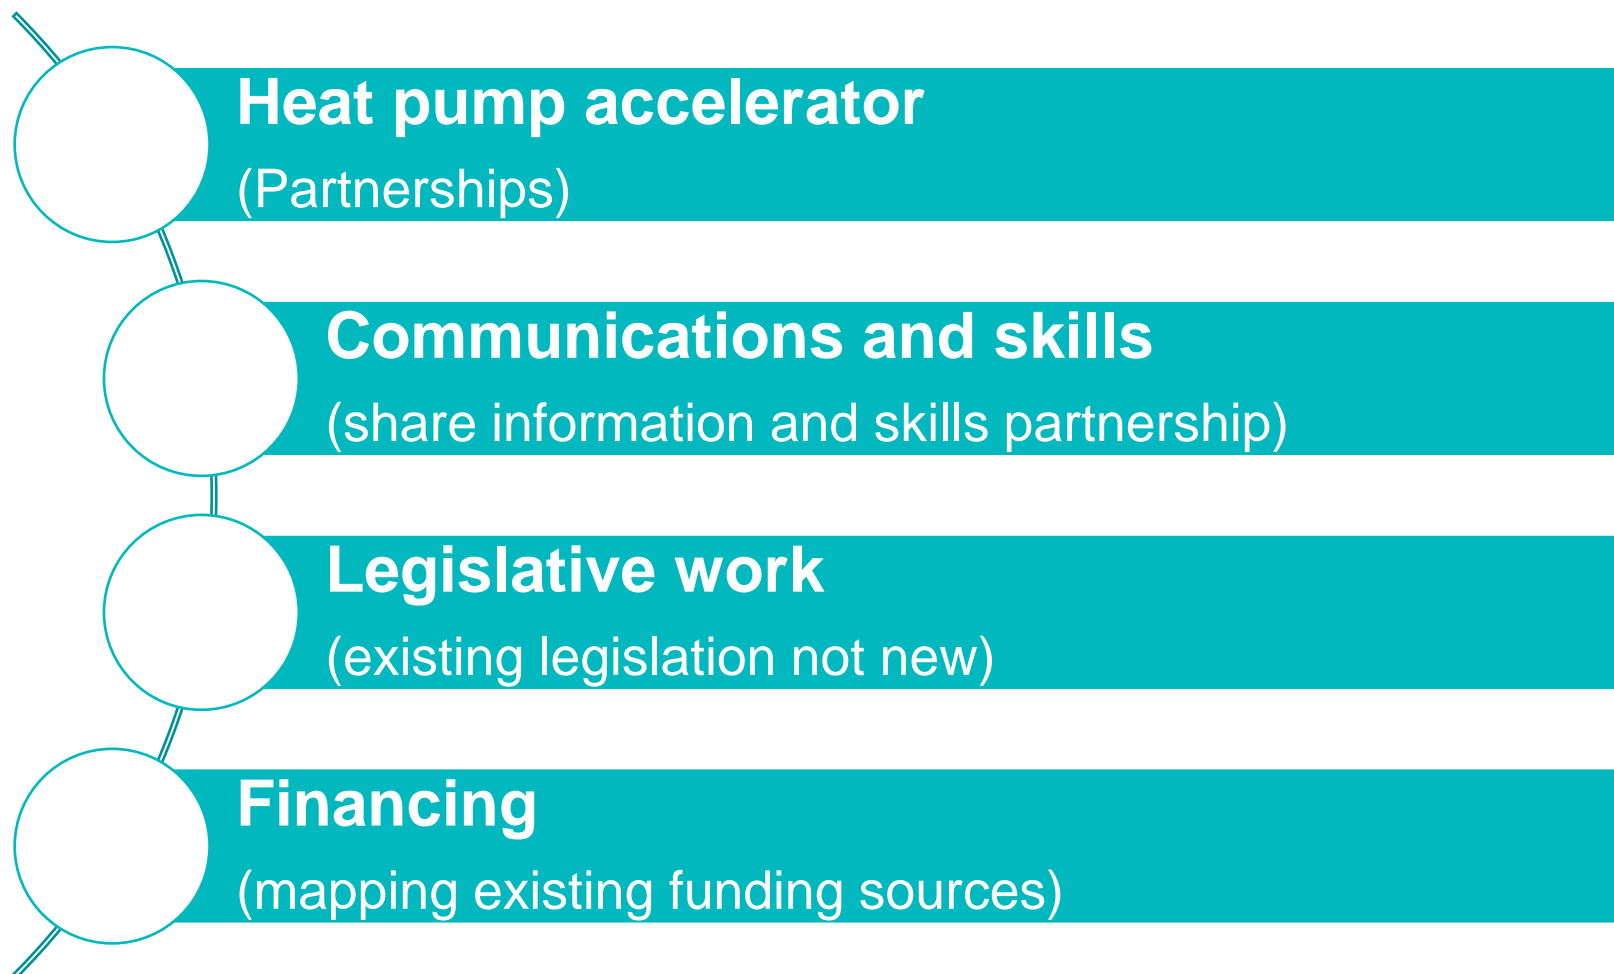 Heat pump accelerator
(Partnerships)
Communications and skills
(share information and skills partnership)
Legislative work
(existing legislation not new)
Financing
(mapping existing funding sources)